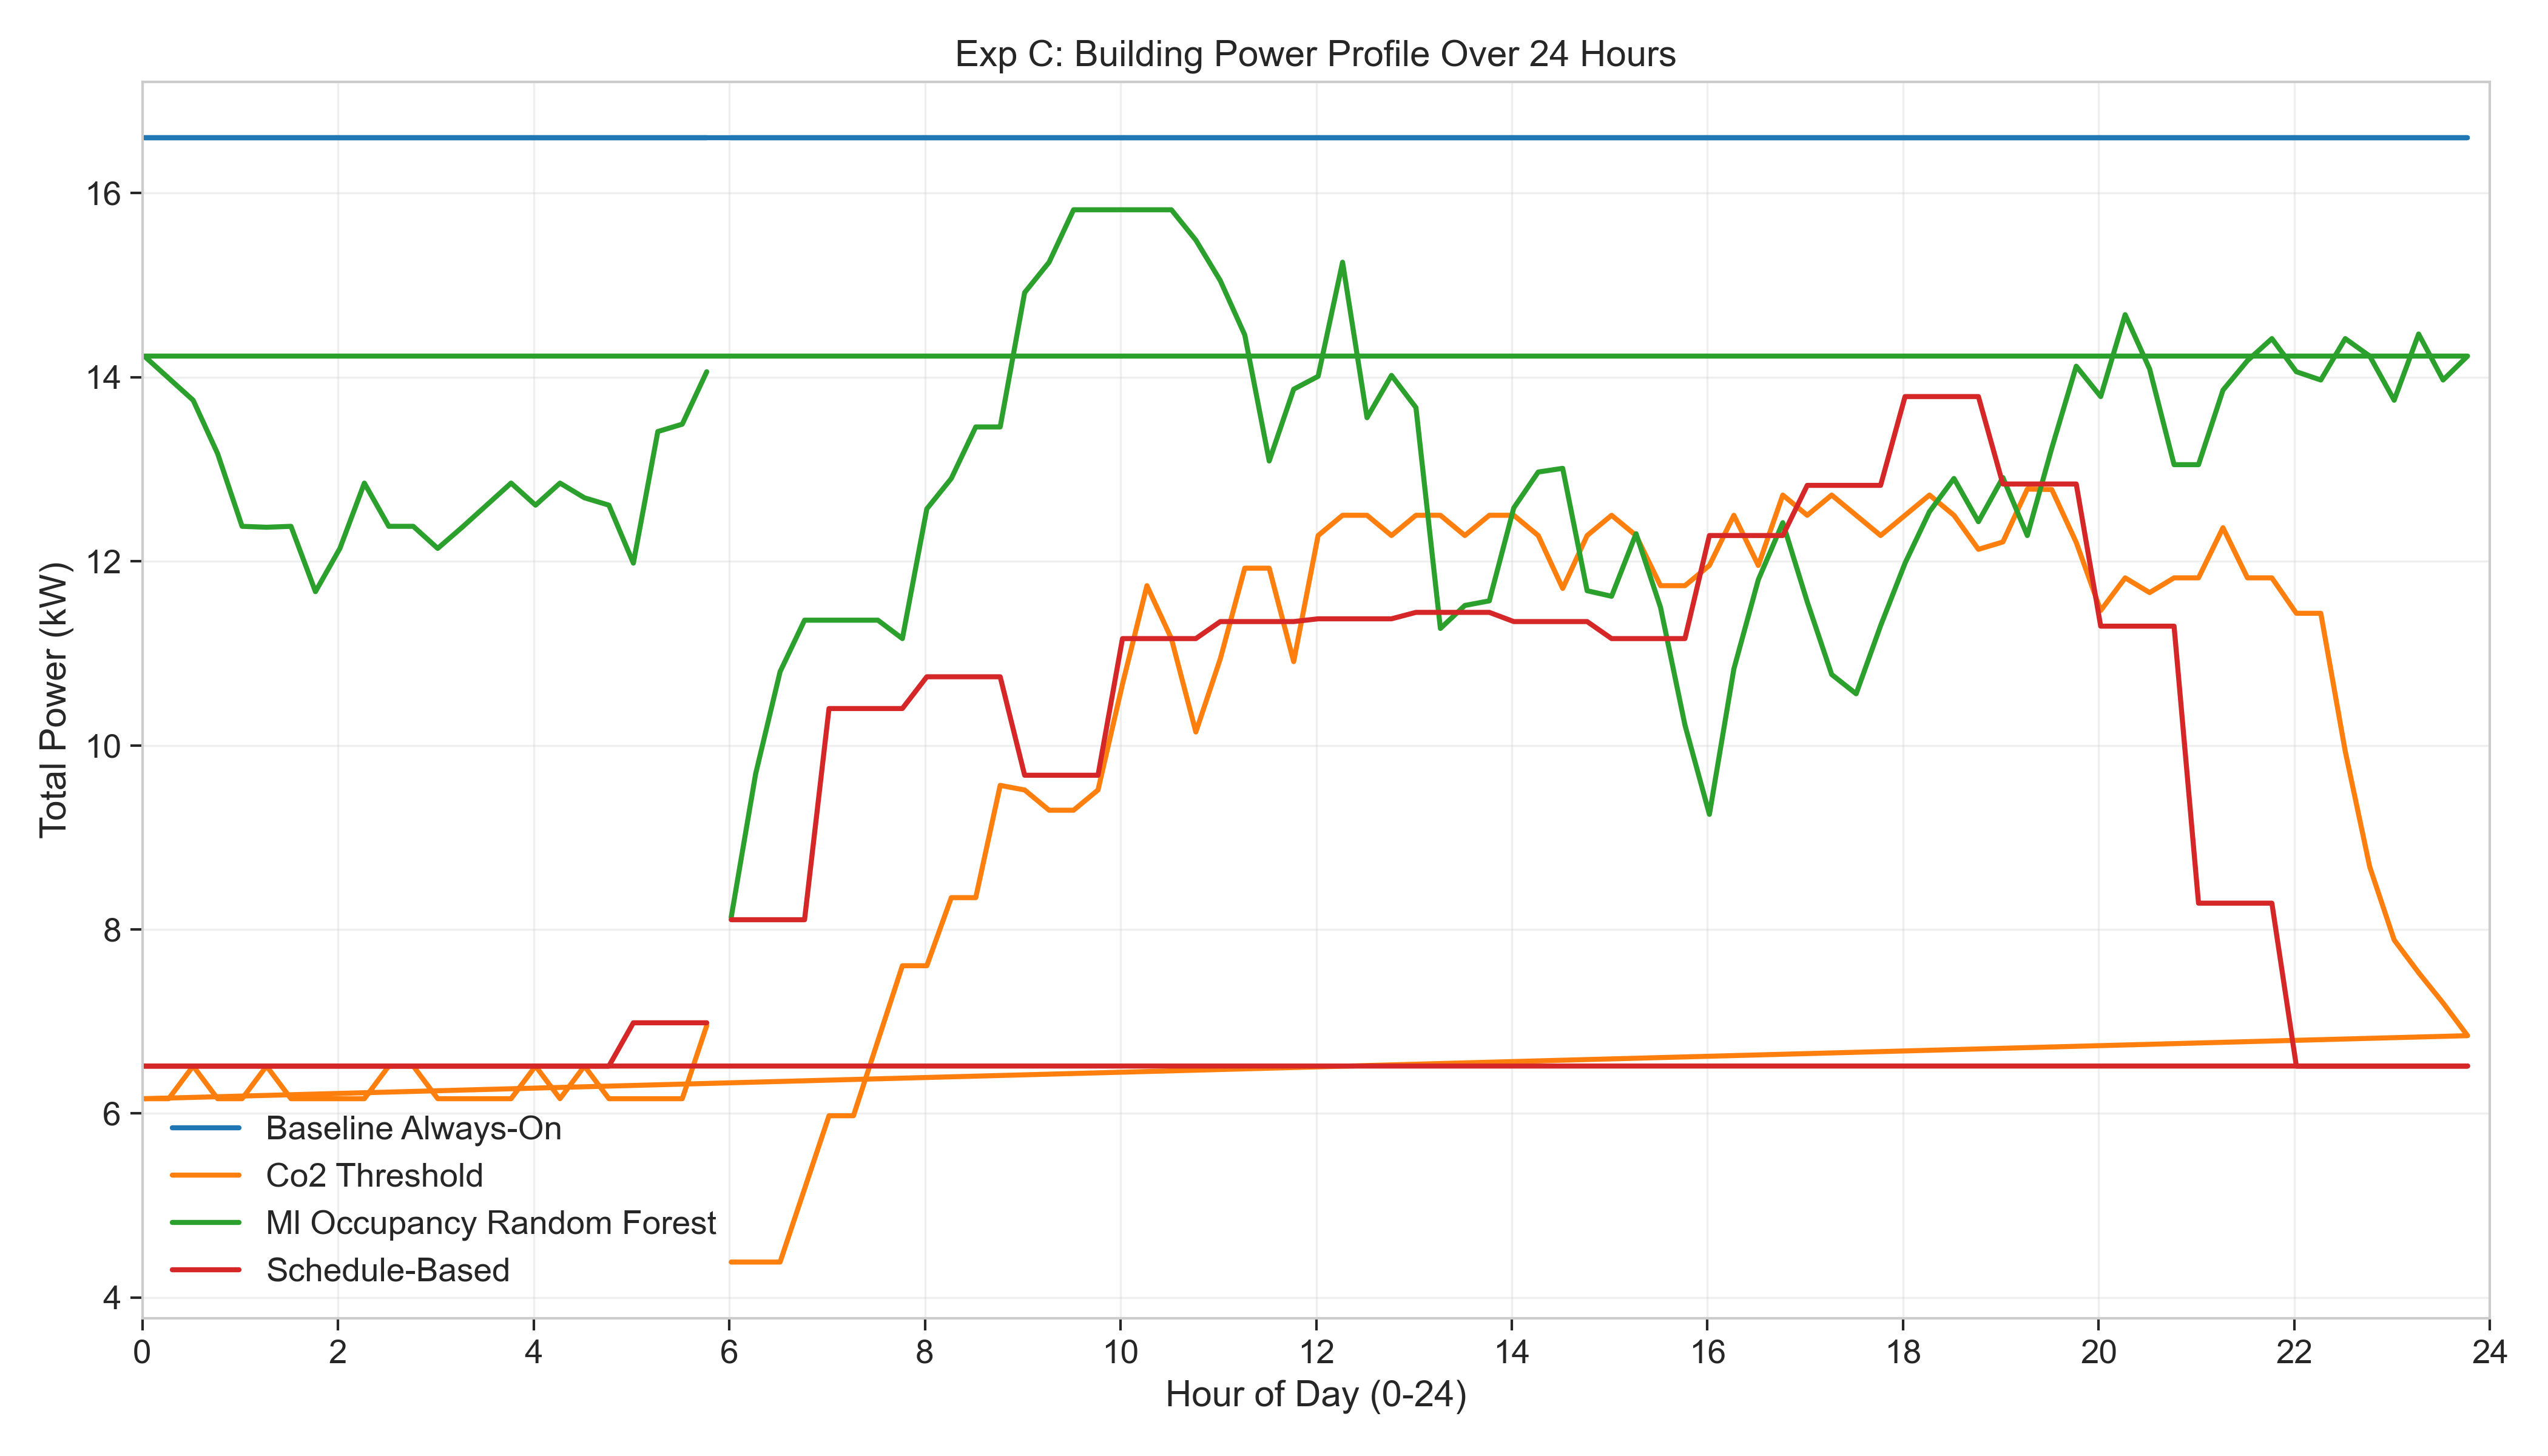 Exp C: Building Power Profile Over 24 Hours
Total Power (kW)
16
14
12
10
8
6
4
Baseline Always-On
Co2 Threshold
Ml Occupancy Random Forest
Schedule-Based
0 2 4 6 8 10 12 14 16 18 20 22 24
Hour of Day (0-24)